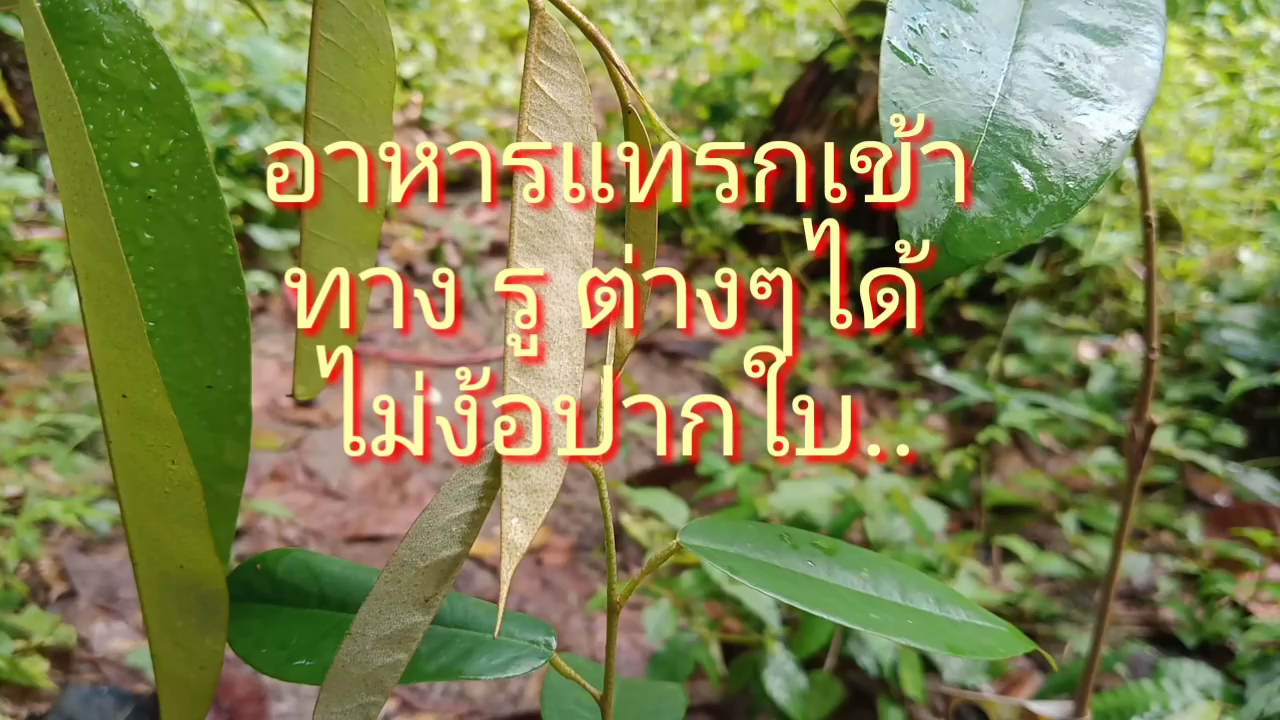 อาหารแทรกเข้า
ทาง รู ต่างๆได้
ไม่ง้อปากใบ..